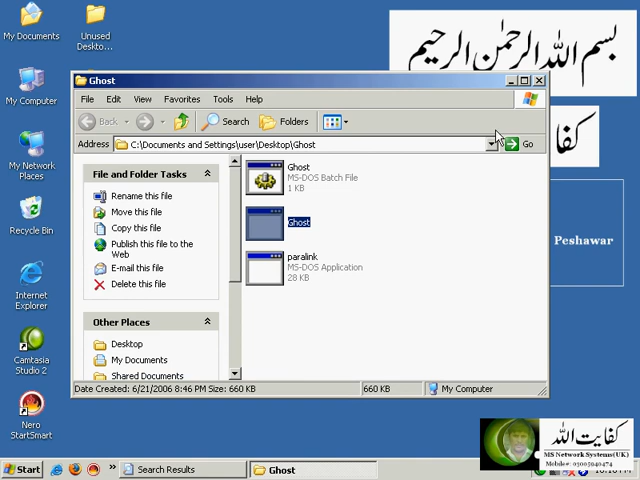 My Documents
Unused
Deskto...
My Computer
My Network
Places
Recycle Bin
Internet
Explorer
Camtasia
Studio 2
Nero
StartSmart
بسم الله الرحمٰن الرحیم
Peshawar
Ghost
File Edit View Favorites Tools Help
Back Search Folders
Address C:\Documents and Settings\user\Desktop\Ghost Go
File and Folder Tasks
Rename this file
Move this file
Copy this file
Publish this file to the
Web
E-mail this file
Delete this file
Other Places
Desktop
My Documents
Shared Documents
Ghost
MS-DOS Batch File
1 KB
Ghost
paralink
MS-DOS Application
28 KB
Date Created: 6/21/2006 8:46 PM Size: 660 KB 660 KB My Computer
کفایت اللہ
MS Network Systems(UK)
Mobile#: 03005940474
Start Search Results Ghost